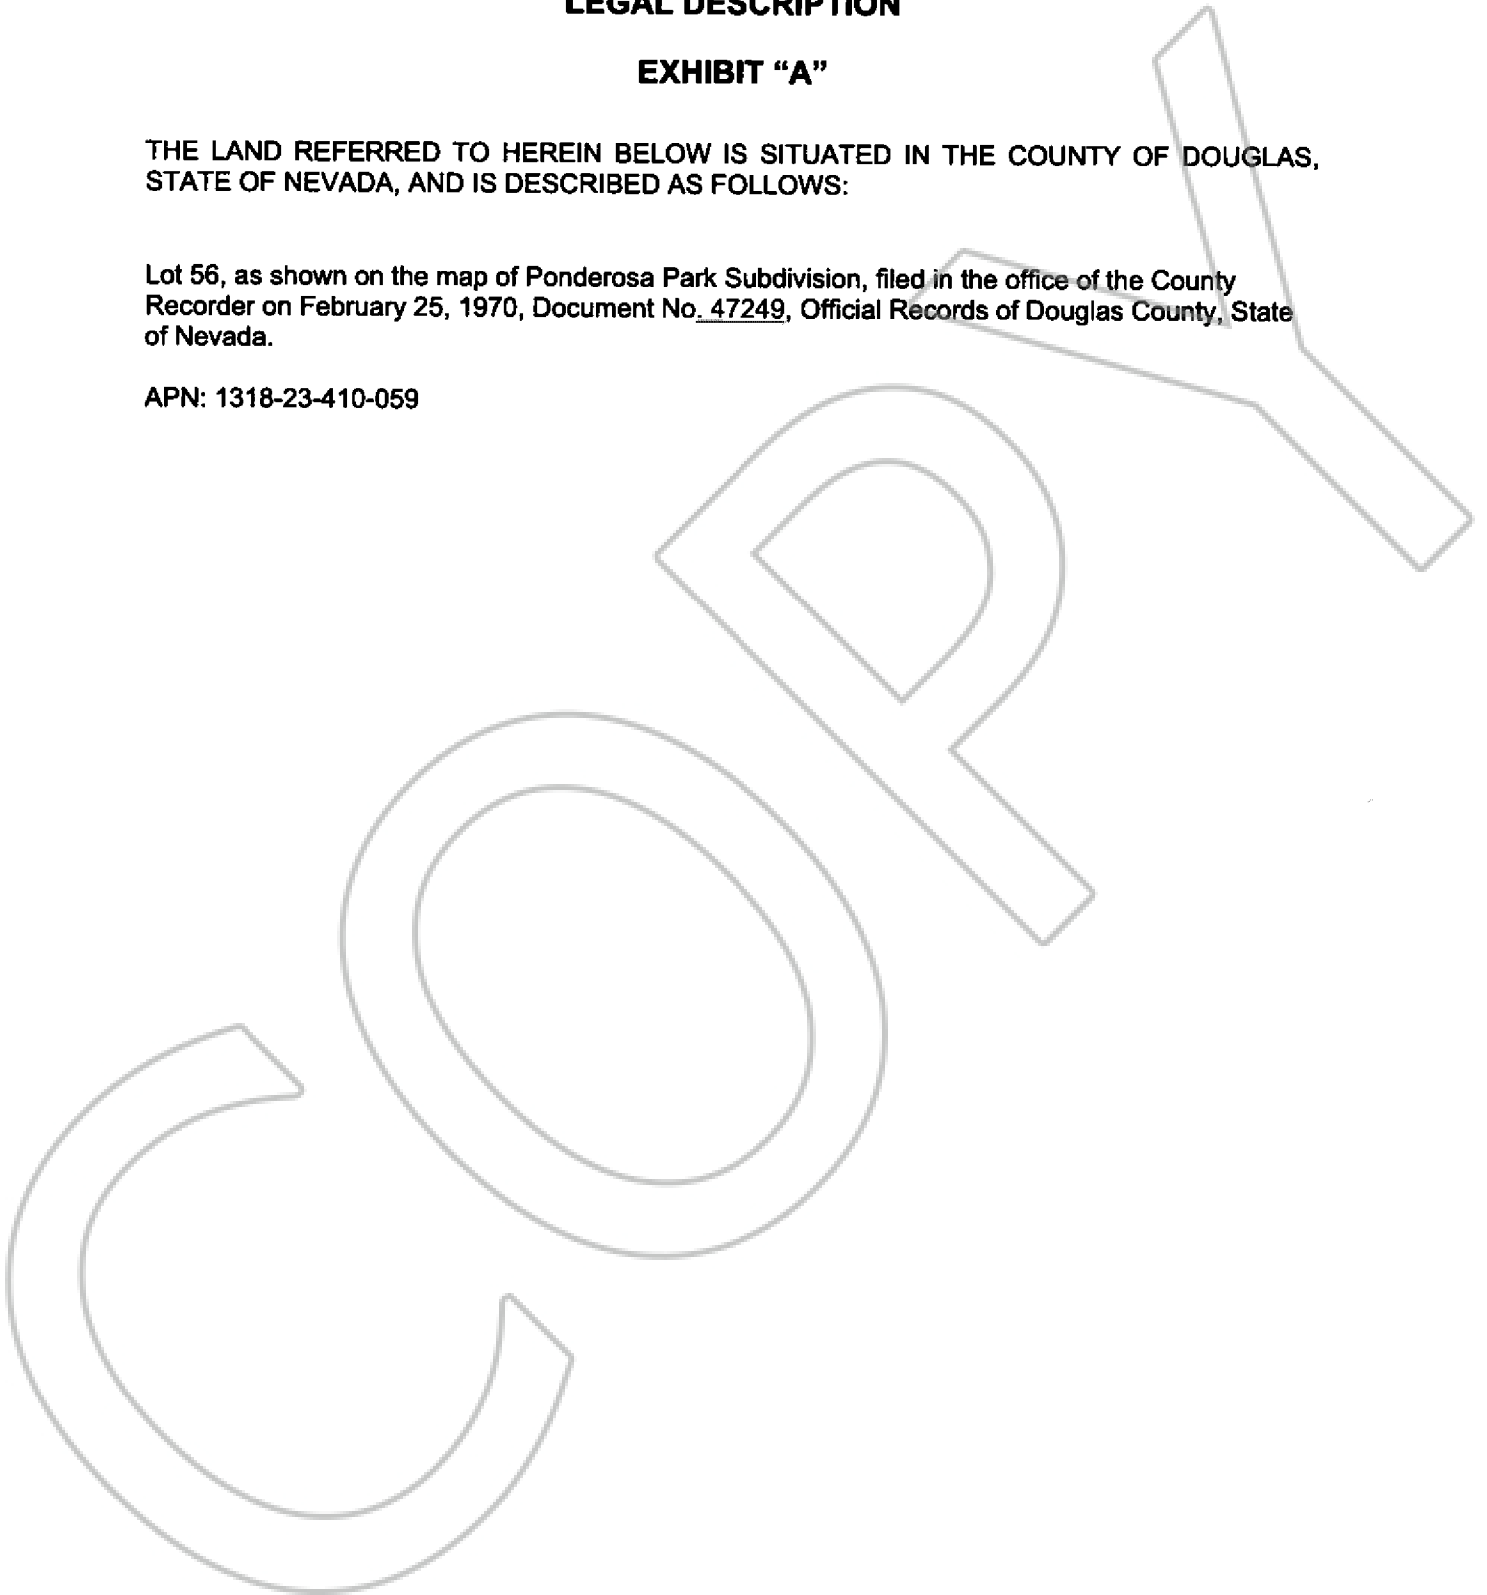 LEGAL DESCRIPTION
EXHIBIT “A”
THE LAND REFERRED TO HEREIN BELOW IS SITUATED IN THE COUNTY OF DOUGLAS,
STATE OF NEVADA, AND IS DESCRIBED AS FOLLOWS:
Lot 56, as shown on the map of Ponderosa Park Subdivision, filed in the office of the County
Recorder on February 25, 1970, Document No. 47249, Official Records of Douglas County, State
of Nevada.
APN: 1318-23-410-059
COPY